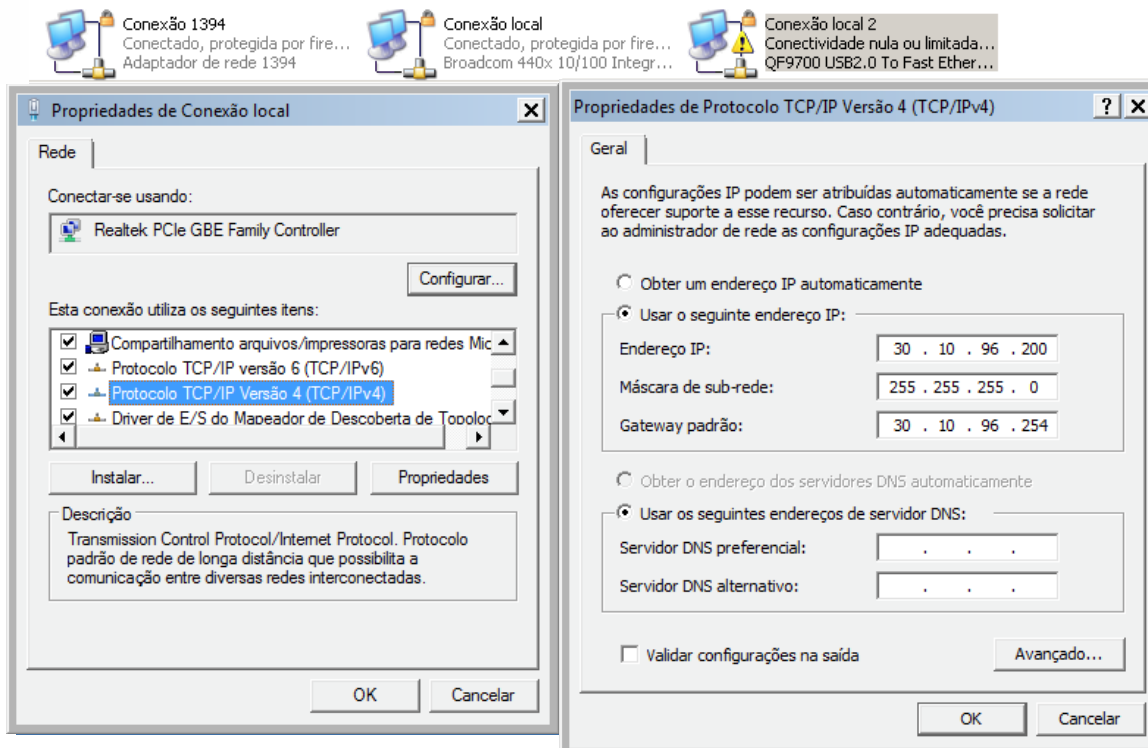 Conexão 1394
Conectado, protegida por fire...
Adaptador de rede 1394
Conexão local
Conectado, protegida por fire...
Broadcom 440x 10/100 Integr...
Conexão local 2
Conectividade nula ou limitada...
QF9700 USB2.0 To Fast Ether...
Propriedades de Conexão local
Rede
Conectar-se usando:
Realtek PCIe GBE Family Controller
Configurar...
Esta conexão utiliza os seguintes itens:
Compartilhamento arquivos/impressoras para redes Mic
Protocolo TCP/IP versão 6 (TCP/IPv6)
Protocolo TCP/IP Versão 4 (TCP/IPv4)
Driver de E/S do Mapeador de Descoberta de Topoloc
Instalar...
Desinstalar
Propriedades
Descrição
Transmission Control Protocol/Internet Protocol. Protocolo
padrão de rede de longa distância que possibilita a
comunicação entre diversas redes interconectadas.
OK
Cancelar
Propriedades de Protocolo TCP/IP Versão 4 (TCP/IPv4)
Geral
As configurações IP podem ser atribuídas automaticamente se a rede
oferecer suporte a esse recurso. Caso contrário, você precisa solicitar
ao administrador de rede as configurações IP adequadas.
Obter um endereço IP automaticamente
Usar o seguinte endereço IP:
Endereço IP: 30 . 10 . 96 . 200
Máscara de sub-rede: 255 . 255 . 255 . 0
Gateway padrão: 30 . 10 . 96 . 254
Obter o endereço dos servidores DNS automaticamente
Usar os seguintes endereços de servidor DNS:
Servidor DNS preferencial: . . .
Servidor DNS alternativo: . . .
Validar configurações na saída
Avançado...
OK
Cancelar